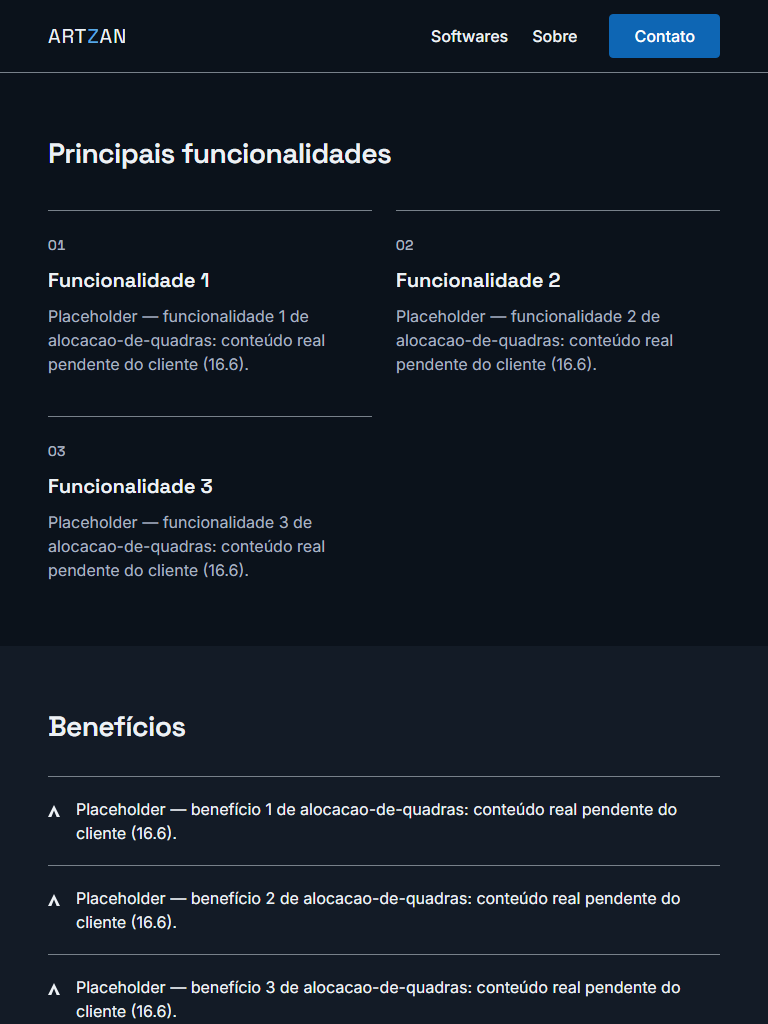 ARTZAN
Softwares Sobre Contato
Principais funcionalidades
01
Funcionalidade 1
Placeholder — funcionalidade 1 de
alocacao-de-quadras: conteúdo real
pendente do cliente (16.6).
02
Funcionalidade 2
Placeholder — funcionalidade 2 de
alocacao-de-quadras: conteúdo real
pendente do cliente (16.6).
03
Funcionalidade 3
Placeholder — funcionalidade 3 de
alocacao-de-quadras: conteúdo real
pendente do cliente (16.6).
Benefícios
Placeholder — benefício 1 de alocacao-de-quadras: conteúdo real pendente do
cliente (16.6).
Placeholder — benefício 2 de alocacao-de-quadras: conteúdo real pendente do
cliente (16.6).
Placeholder — benefício 3 de alocacao-de-quadras: conteúdo real pendente do
cliente (16.6).